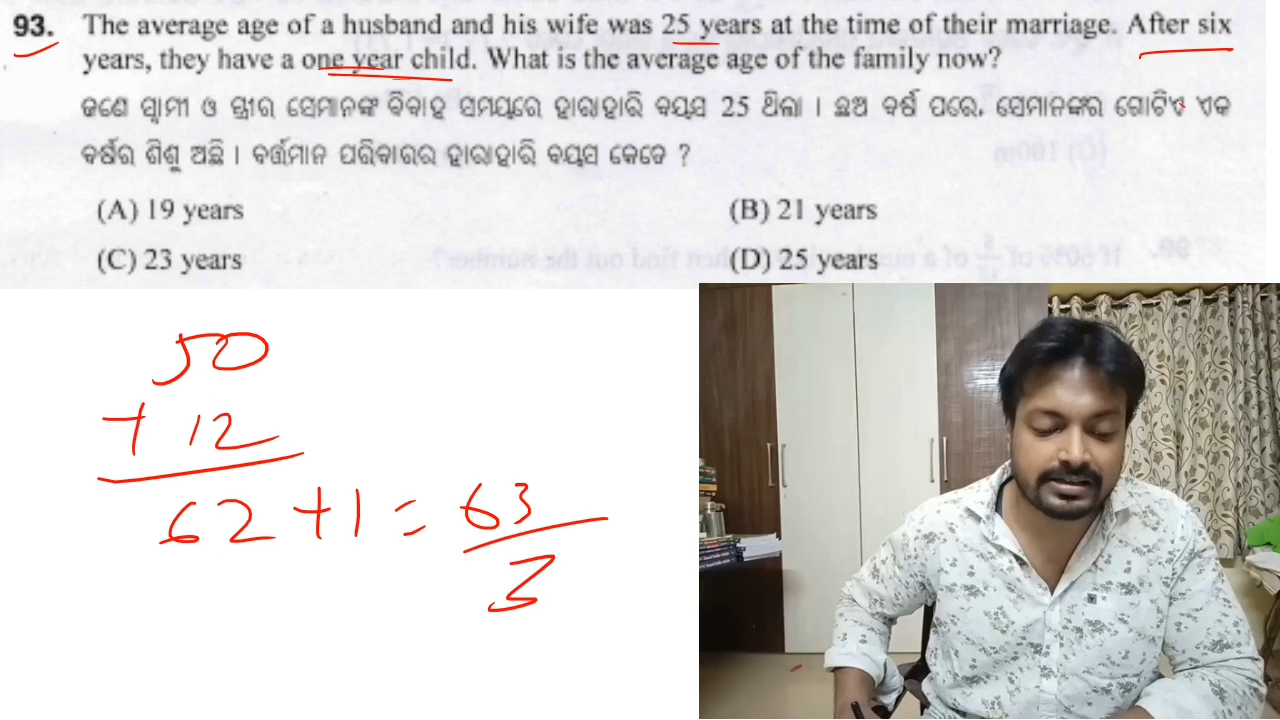 93. The average age of a husband and his wife was 25 years at the time of their marriage. After six
years, they have a one year child. What is the average age of the family now?
ଜଣେ ସ୍ୱାମୀ ଓ ସ୍ତ୍ରୀର ସେମାନଙ୍କ ବିବାହ ସମୟରେ ହାରାହାରି ବୟସ 25 ଥିଲା । ଛଅ ବର୍ଷ ପରେ, ସେମାନଙ୍କର ଗୋଟିଏ ଏକ
ବର୍ଷର ଶିଶୁ ଅଛି । ବର୍ତ୍ତମାନ ପରିବାରର ହାରାହାରି ବୟସ କେତେ ?
(A) 19 years (B) 21 years
(C) 23 years (D) 25 years
50
+ 12
62 + 1 = 63
3